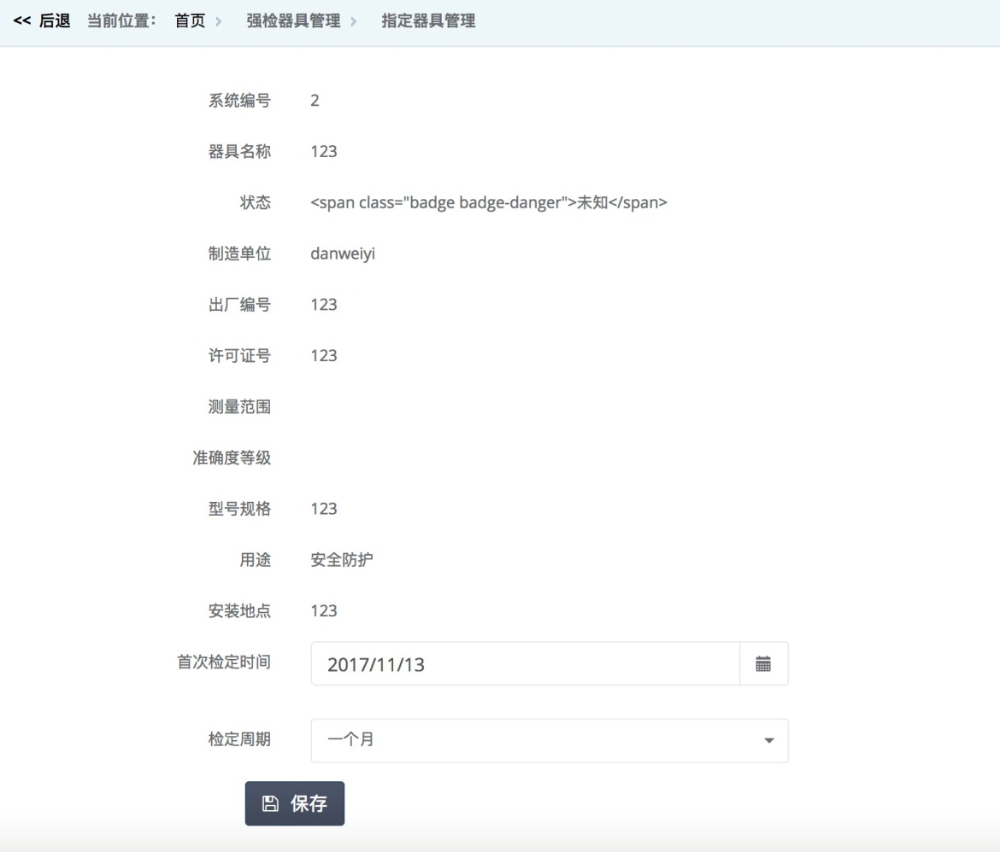 << 后退 当前位置: 首页 > 强检器具管理 > 指定器具管理
系统编号 2
器具名称 123
状态 <span class="badge badge-danger">未知</span>
制造单位 danweiyi
出厂编号 123
许可证号 123
测量范围
准确度等级
型号规格 123
用途 安全防护
安装地点 123
首次检定时间 2017/11/13
检定周期 一个月
保存